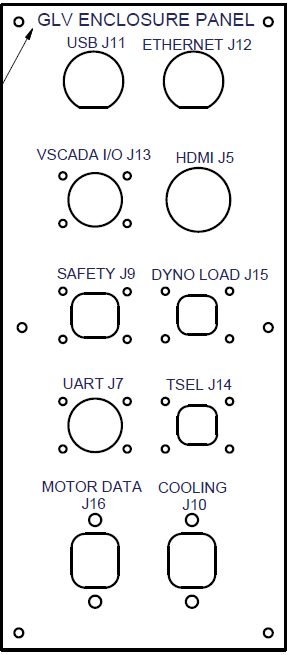 GLV ENCLOSURE PANEL
USB J11 ETHERNET J12
VSCADA I/O J13 HDMI J5
SAFETY J9 DYNO LOAD J15
UART J7 TSEL J14
MOTOR DATA COOLING
J16 J10